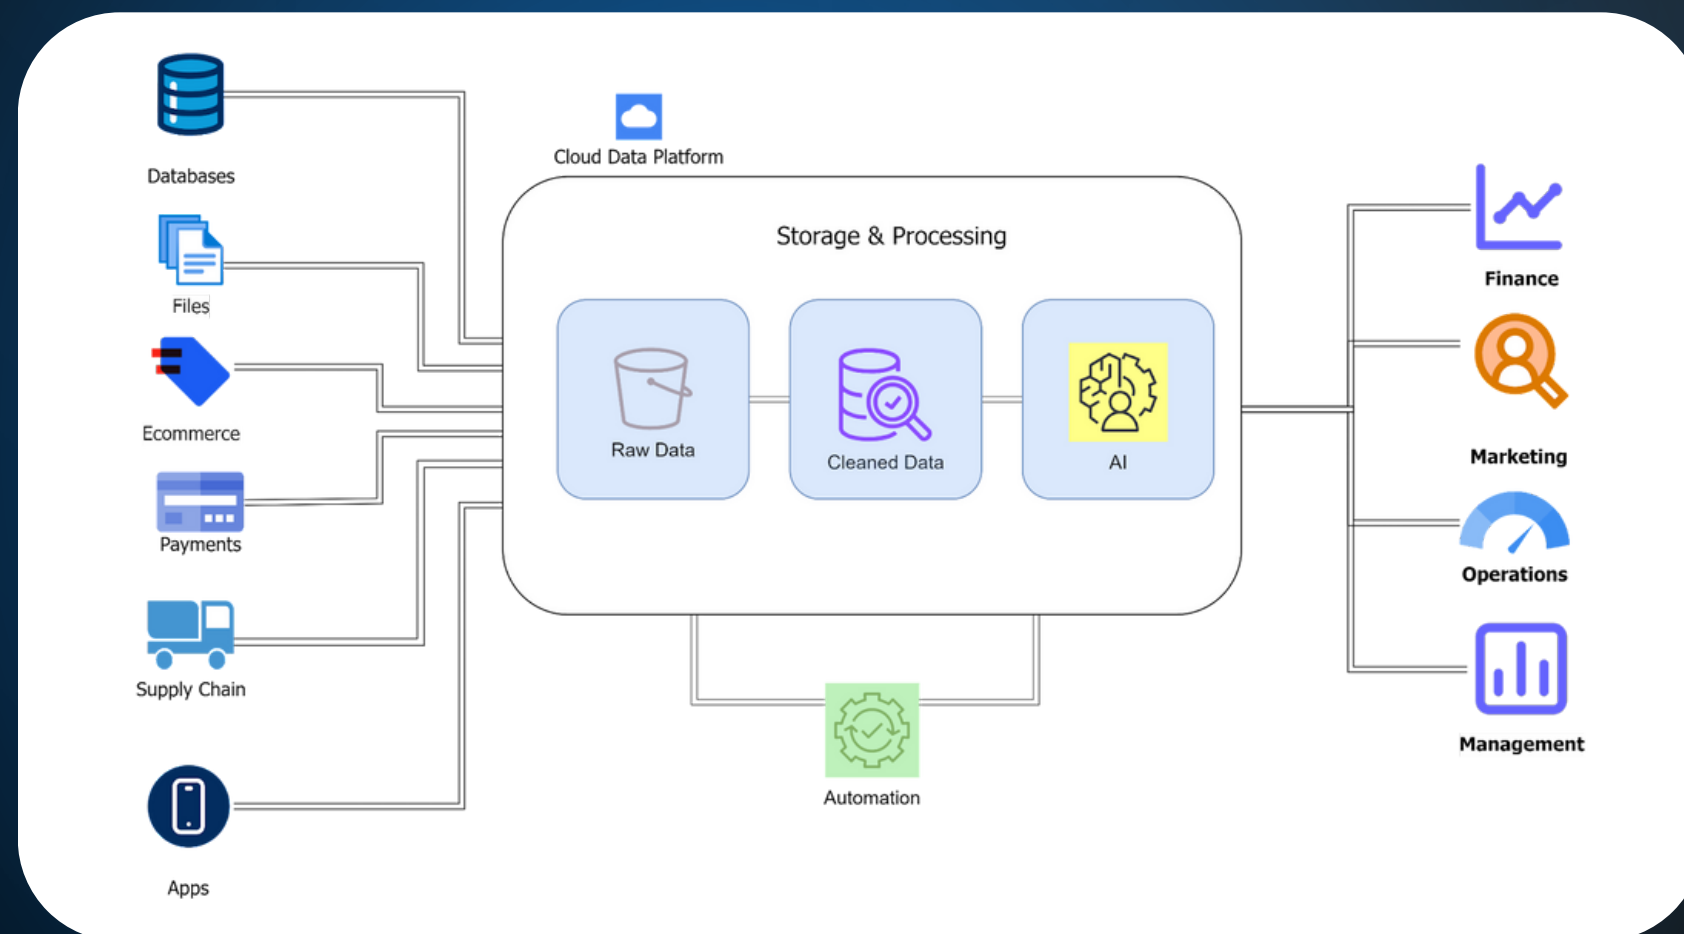 Databases
Files
Ecommerce
Payments
Supply Chain
Apps
Cloud Data Platform
Storage & Processing
Raw Data
Cleaned Data
AI
Automation
Finance
Marketing
Operations
Management